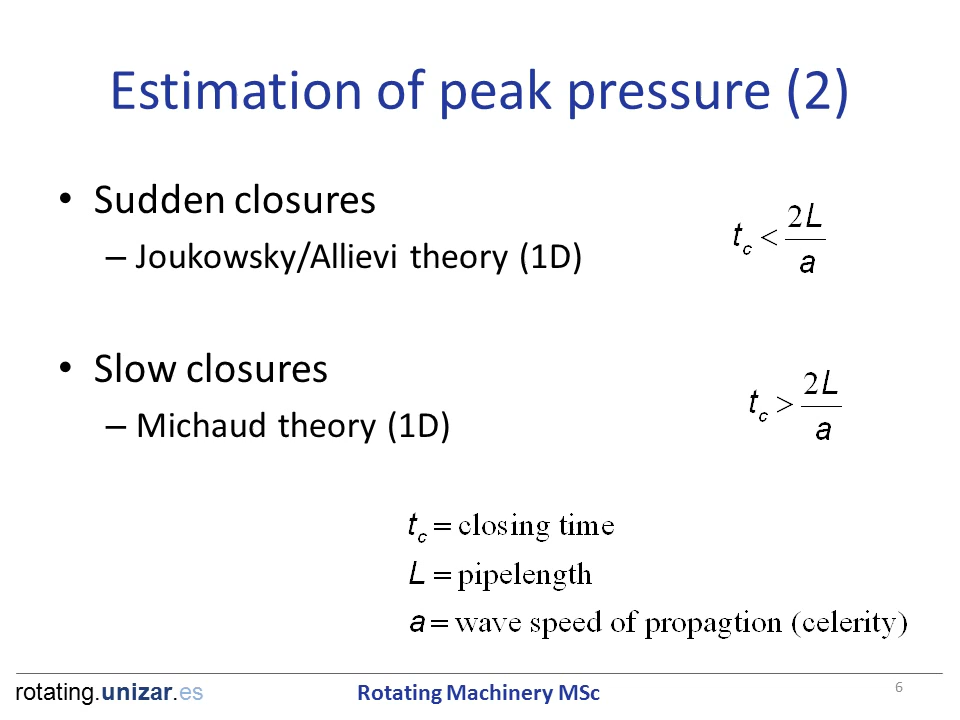 Estimation of peak pressure (2)
• Sudden closures
– Joukowsky/Allievi theory (1D)
t_c < 2L/a
• Slow closures
– Michaud theory (1D)
t_c > 2L/a
t_c = closing time
L = pipelength
a = wave speed of propagtion (celerity)
rotating.unizar.es
Rotating Machinery MSc
6